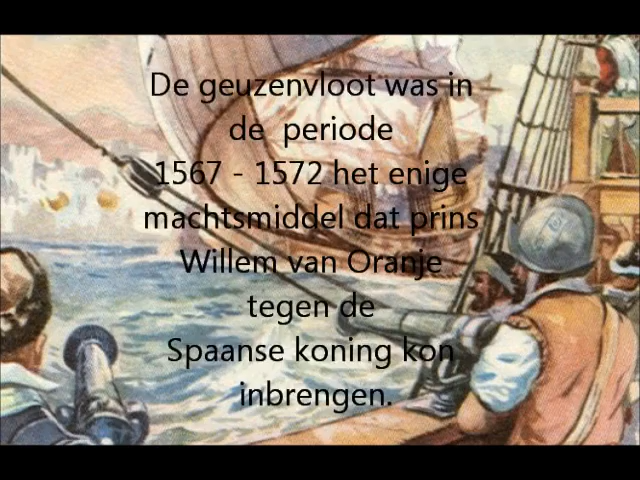 De geuzenvloot was in
de periode
1567 - 1572 het enige
machtsmiddel dat prins
Willem van Oranje
tegen de
Spaanse koning kon
inbrengen.